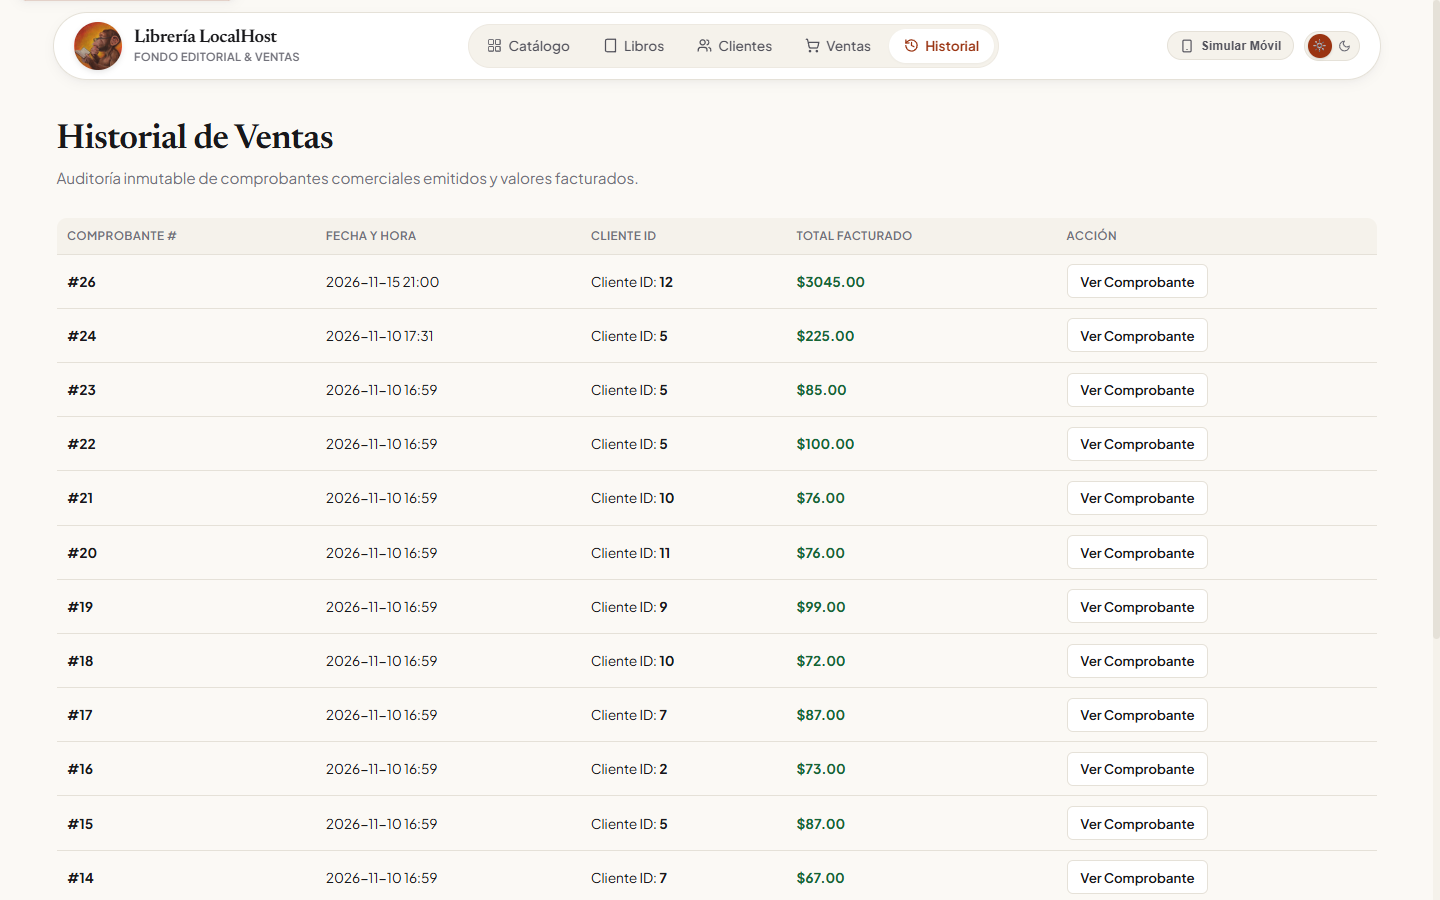 Librería LocalHost
FONDO EDITORIAL & VENTAS
Catálogo
Libros
Clientes
Ventas
Historial
Simular Móvil
Historial de Ventas
Auditoría inmutable de comprobantes comerciales emitidos y valores facturados.
COMPROBANTE # FECHA Y HORA CLIENTE ID TOTAL FACTURADO ACCIÓN
#26 2026-11-15 21:00 Cliente ID: 12 $3045.00 Ver Comprobante
#24 2026-11-10 17:31 Cliente ID: 5 $225.00 Ver Comprobante
#23 2026-11-10 16:59 Cliente ID: 5 $85.00 Ver Comprobante
#22 2026-11-10 16:59 Cliente ID: 5 $100.00 Ver Comprobante
#21 2026-11-10 16:59 Cliente ID: 10 $76.00 Ver Comprobante
#20 2026-11-10 16:59 Cliente ID: 11 $76.00 Ver Comprobante
#19 2026-11-10 16:59 Cliente ID: 9 $99.00 Ver Comprobante
#18 2026-11-10 16:59 Cliente ID: 10 $72.00 Ver Comprobante
#17 2026-11-10 16:59 Cliente ID: 7 $87.00 Ver Comprobante
#16 2026-11-10 16:59 Cliente ID: 2 $73.00 Ver Comprobante
#15 2026-11-10 16:59 Cliente ID: 5 $87.00 Ver Comprobante
#14 2026-11-10 16:59 Cliente ID: 7 $67.00 Ver Comprobante